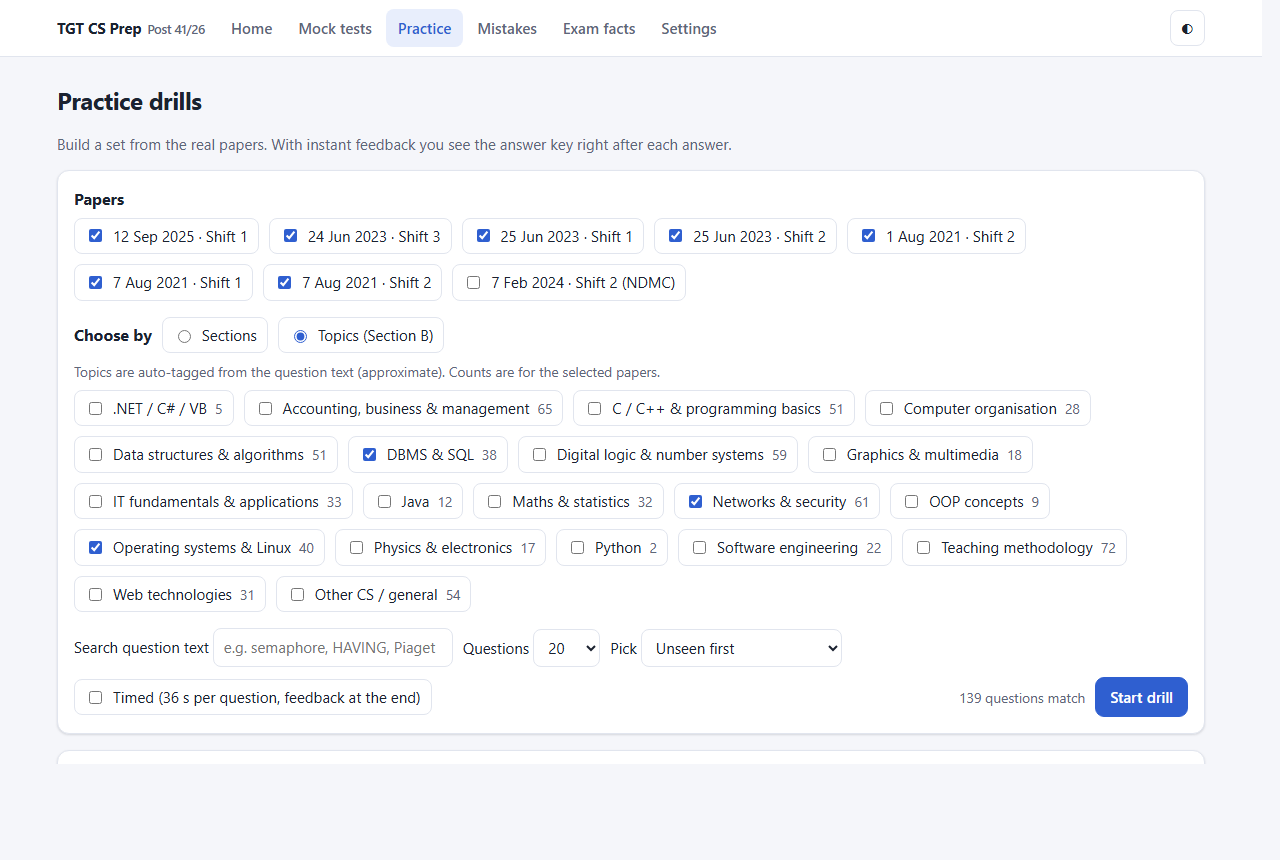 TGT CS Prep Post 41/26 Home Mock tests Practice Mistakes Exam facts Settings
Practice drills
Build a set from the real papers. With instant feedback you see the answer key right after each answer.
Papers
12 Sep 2025 · Shift 1 24 Jun 2023 · Shift 3 25 Jun 2023 · Shift 1 25 Jun 2023 · Shift 2 1 Aug 2021 · Shift 2
7 Aug 2021 · Shift 1 7 Aug 2021 · Shift 2 7 Feb 2024 · Shift 2 (NDMC)
Choose by Sections Topics (Section B)
Topics are auto-tagged from the question text (approximate). Counts are for the selected papers.
.NET / C# / VB 5 Accounting, business & management 65 C / C++ & programming basics 51 Computer organisation 28
Data structures & algorithms 51 DBMS & SQL 38 Digital logic & number systems 59 Graphics & multimedia 18
IT fundamentals & applications 33 Java 12 Maths & statistics 32 Networks & security 61 OOP concepts 9
Operating systems & Linux 40 Physics & electronics 17 Python 2 Software engineering 22 Teaching methodology 72
Web technologies 31 Other CS / general 54
Search question text e.g. semaphore, HAVING, Piaget Questions 20 Pick Unseen first
Timed (36 s per question, feedback at the end) 139 questions match Start drill